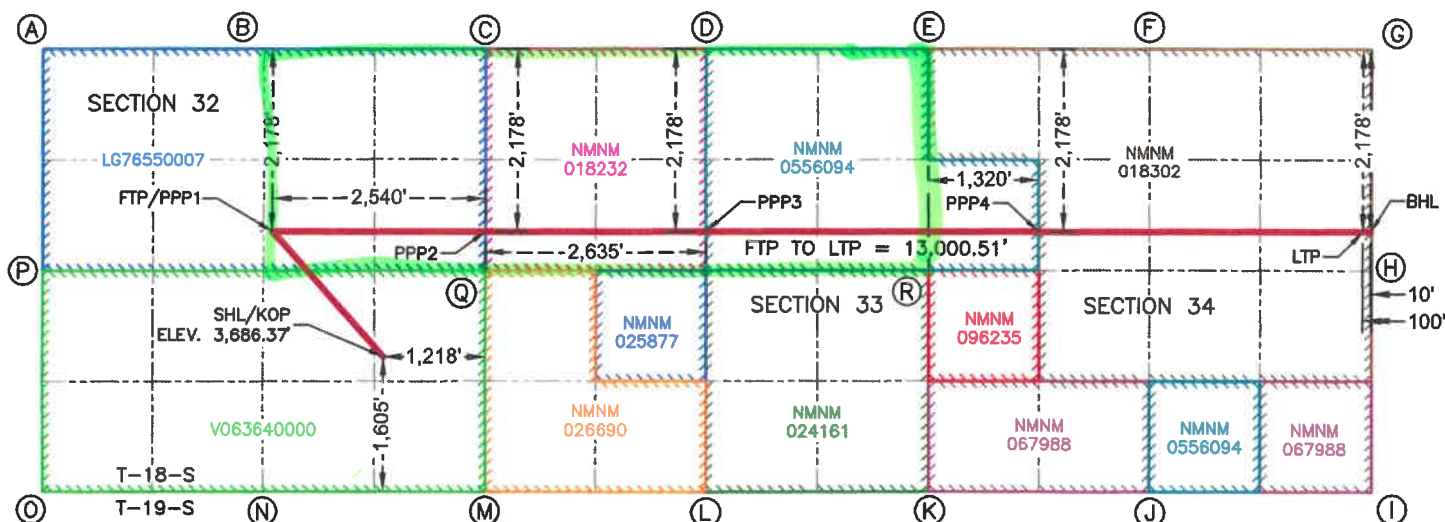 A B C D E F G
SECTION 32
2,178'
2,178'
2,178'
2,178'
2,178'
LG76550007
NMNM
018232
NMNM
0556094
NMNM
018302
FTP/PPP1
2,540'
1,320'
PPP4
BHL
PPP3
PPP2
2,635'
FTP TO LTP = 13,000.51'
LTP
P
Q
R
H
SECTION 33
SECTION 34
10'
100'
SHL/KOP
ELEV. 3,686.37'
1,218'
NMNM
025877
NMNM
096235
1,605'
V063640000
NMNM
026690
NMNM
024161
NMNM
067988
NMNM
0556094
NMNM
067988
T-18-S
T-19-S
O N M L K J I